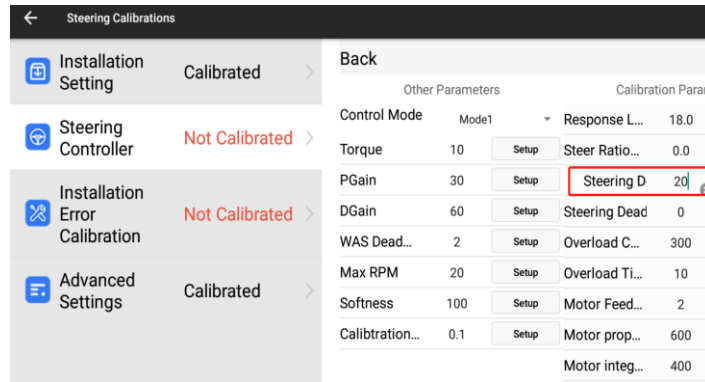 Steering Calibrations
Installation
Setting
Calibrated
Steering
Controller
Not Calibrated
Installation
Error
Calibration
Not Calibrated
Advanced
Settings
Calibrated
Back
Other Parameters
Calibration Para
Control Mode Mode1 Response L... 18.0
Torque 10 Setup Steer Ratio... 0.0
PGain 30 Setup Steering D 20
DGain 60 Setup Steering Dead 0
WAS Dead... 2 Setup Overload C... 300
Max RPM 20 Setup Overload Ti... 10
Softness 100 Setup Motor Feed... 2
Calibtration... 0.1 Setup Motor prop... 600
Motor integ... 400